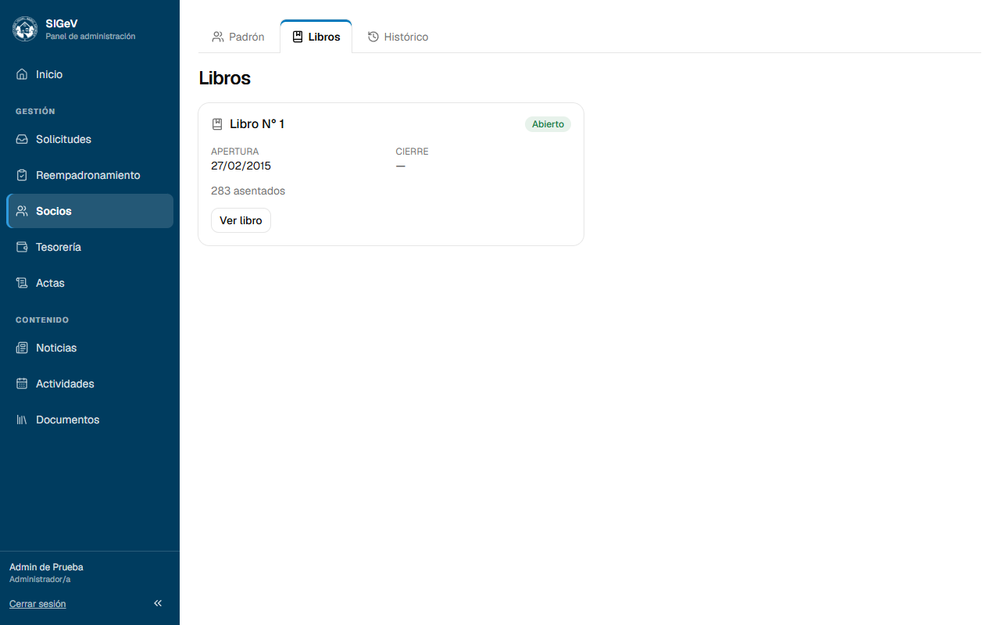 SIGeV
Panel de administración
Inicio
GESTIÓN
Solicitudes
Reempadronamiento
Socios
Tesorería
Actas
CONTENIDO
Noticias
Actividades
Documentos
Admin de Prueba
Administrador/a
Cerrar sesión
Padrón Libros Histórico
Libros
Libro N° 1 Abierto
APERTURA CIERRE
27/02/2015 —
283 asentados
Ver libro